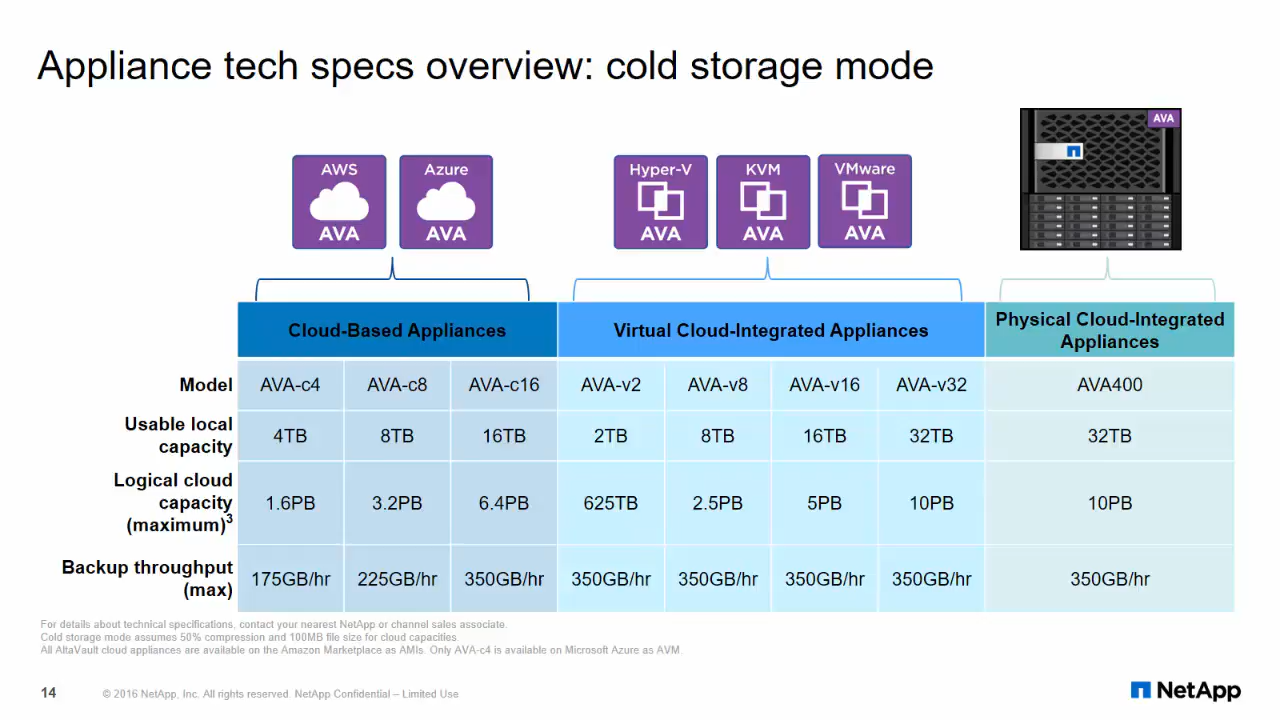 Appliance tech specs overview: cold storage mode
AWS
AVA
Azure
AVA
Hyper-V
AVA
KVM
AVA
VMware
AVA
AVA
Cloud-Based Appliances
Virtual Cloud-Integrated Appliances
Physical Cloud-Integrated
Appliances
Model AVA-c4 AVA-c8 AVA-c16 AVA-v2 AVA-v8 AVA-v16 AVA-v32 AVA400
Usable local
capacity
4TB 8TB 16TB 2TB 8TB 16TB 32TB 32TB
Logical cloud
capacity
(maximum)³
1.6PB 3.2PB 6.4PB 625TB 2.5PB 5PB 10PB 10PB
Backup throughput
(max)
175GB/hr 225GB/hr 350GB/hr 350GB/hr 350GB/hr 350GB/hr 350GB/hr 350GB/hr
For details about technical specifications, contact your nearest NetApp or channel sales associate.
Cold storage mode assumes 50% compression and 100MB file size for cloud capacities.
All AltaVault cloud appliances are available on the Amazon Marketplace as AMIs. Only AVA-c4 is available on Microsoft Azure as AVM.
14 © 2016 NetApp, Inc. All rights reserved. NetApp Confidential – Limited Use
NetApp